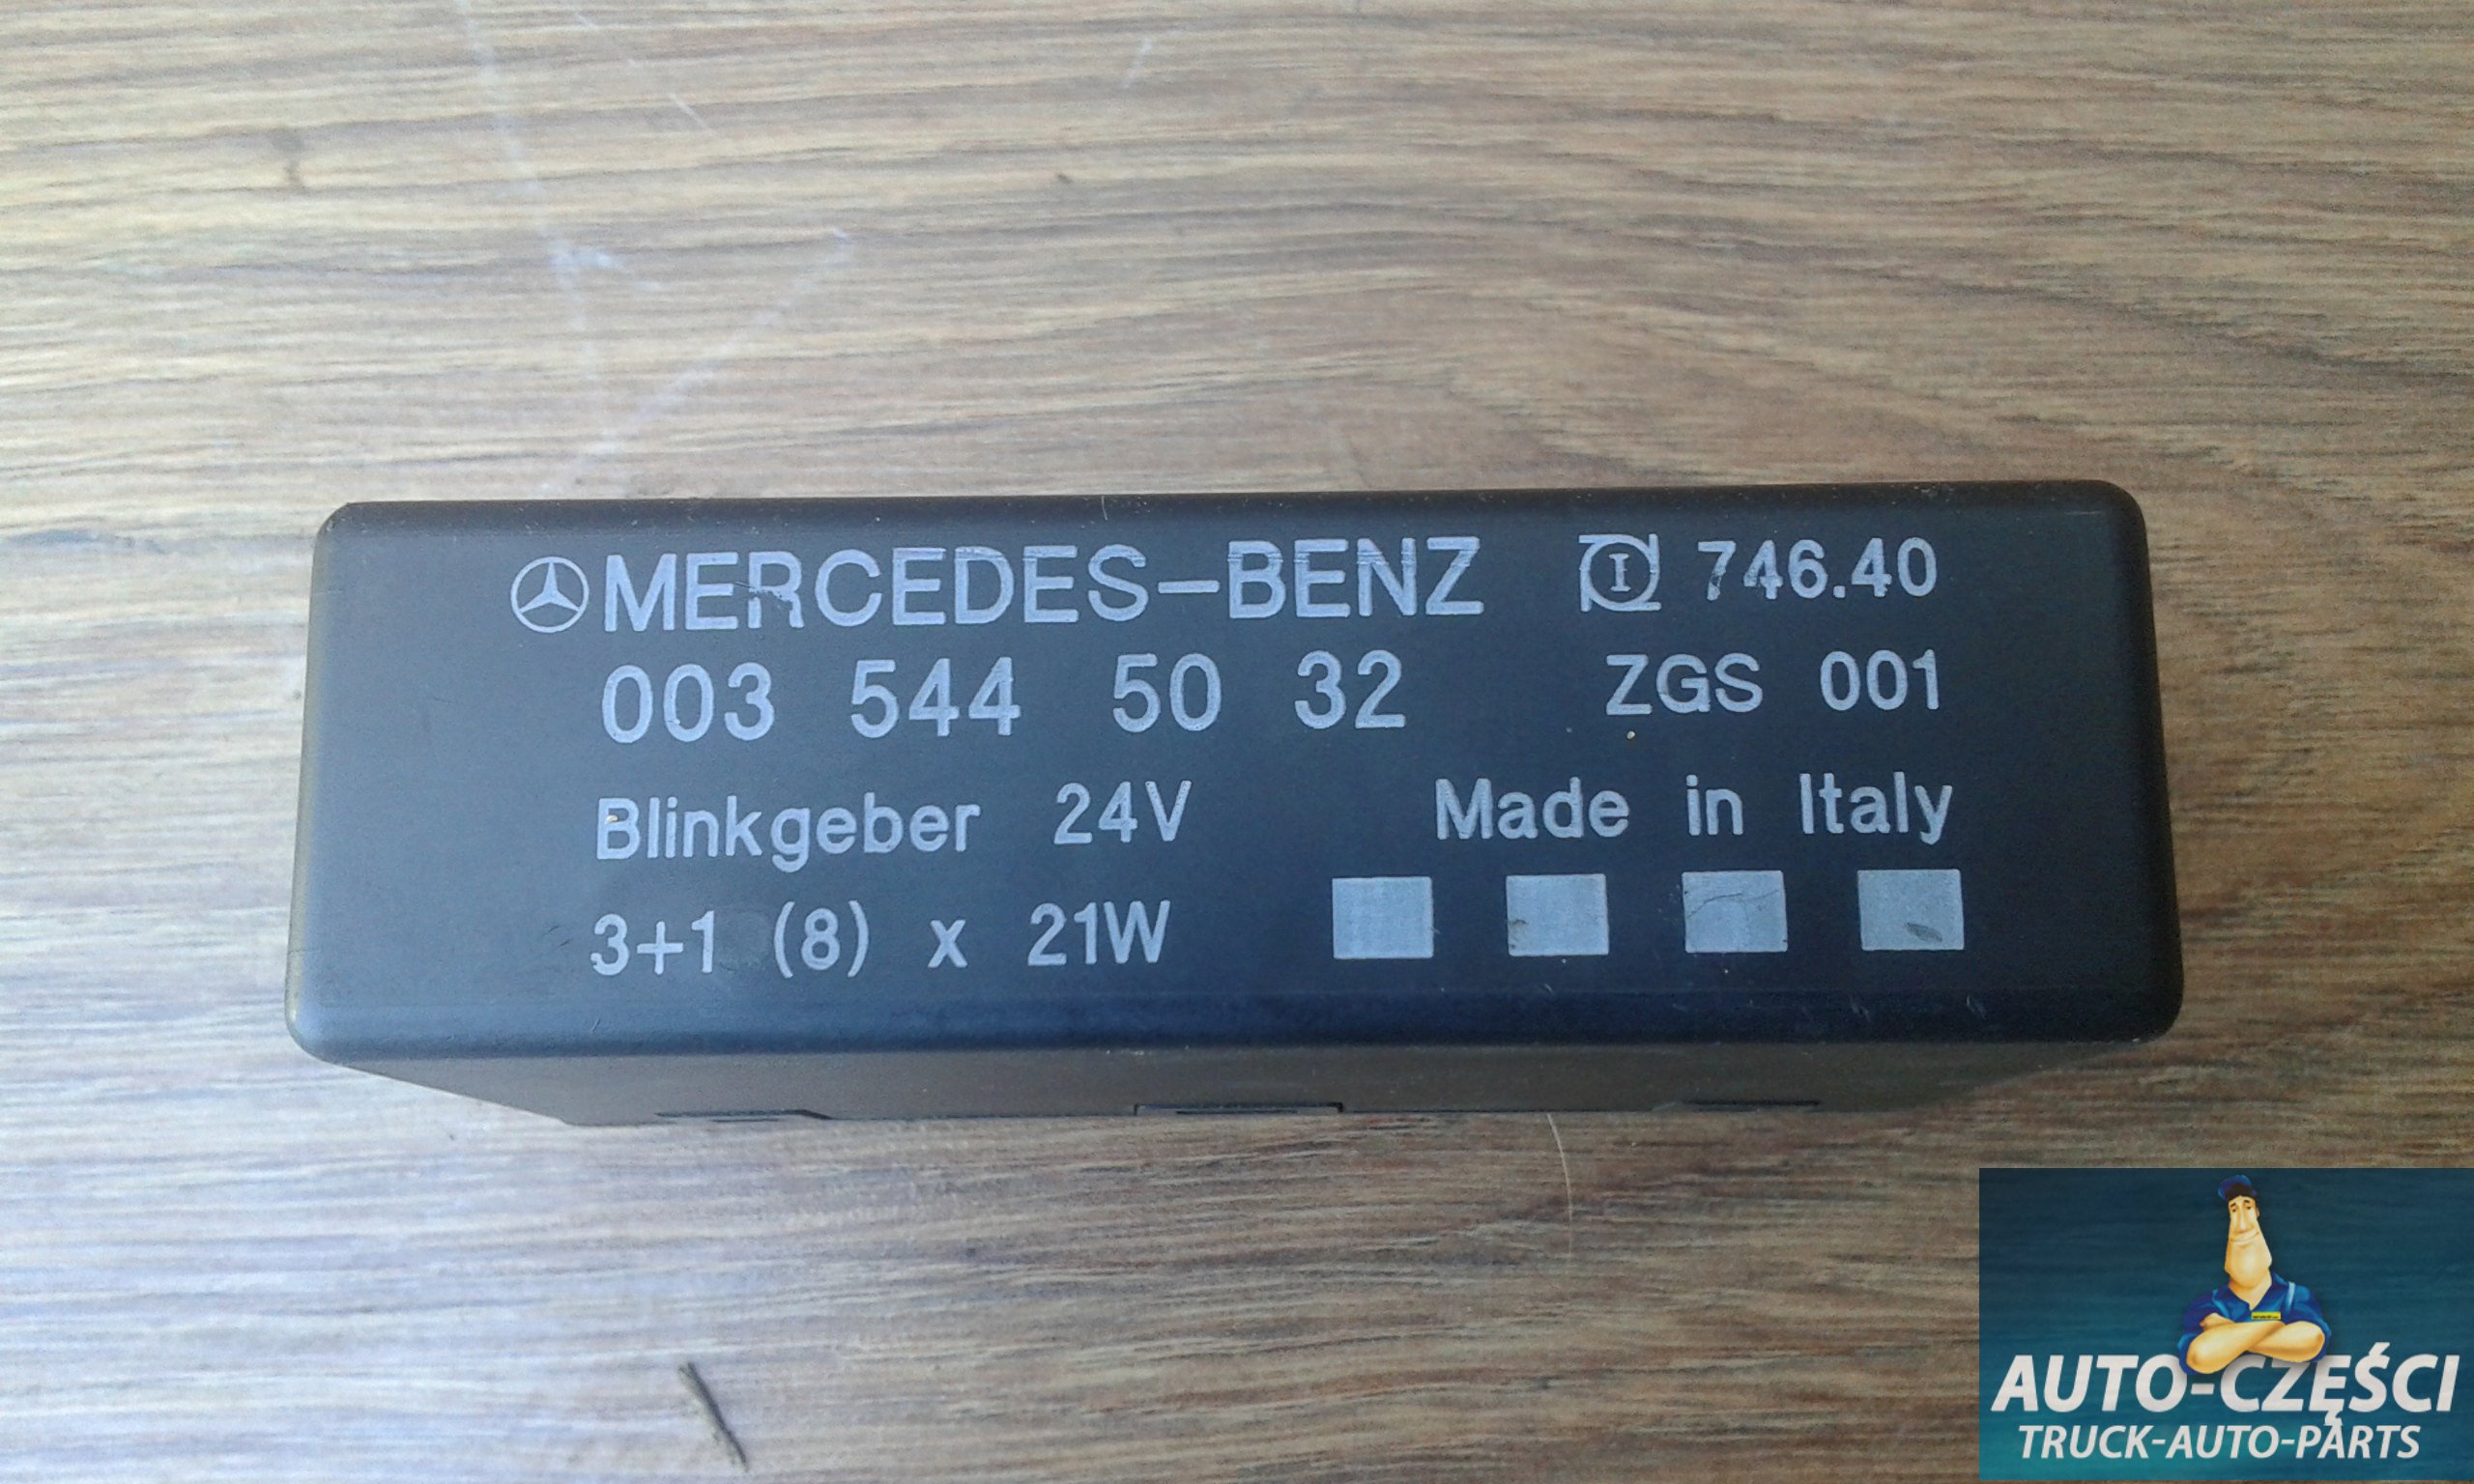 MERCEDES-BENZ 746.40
003 544 50 32 ZGS 001
Blinkgeber 24V Made in Italy
3+1 (8) x 21W
AUTO-CZĘŚCI
TRUCK-AUTO-PARTS